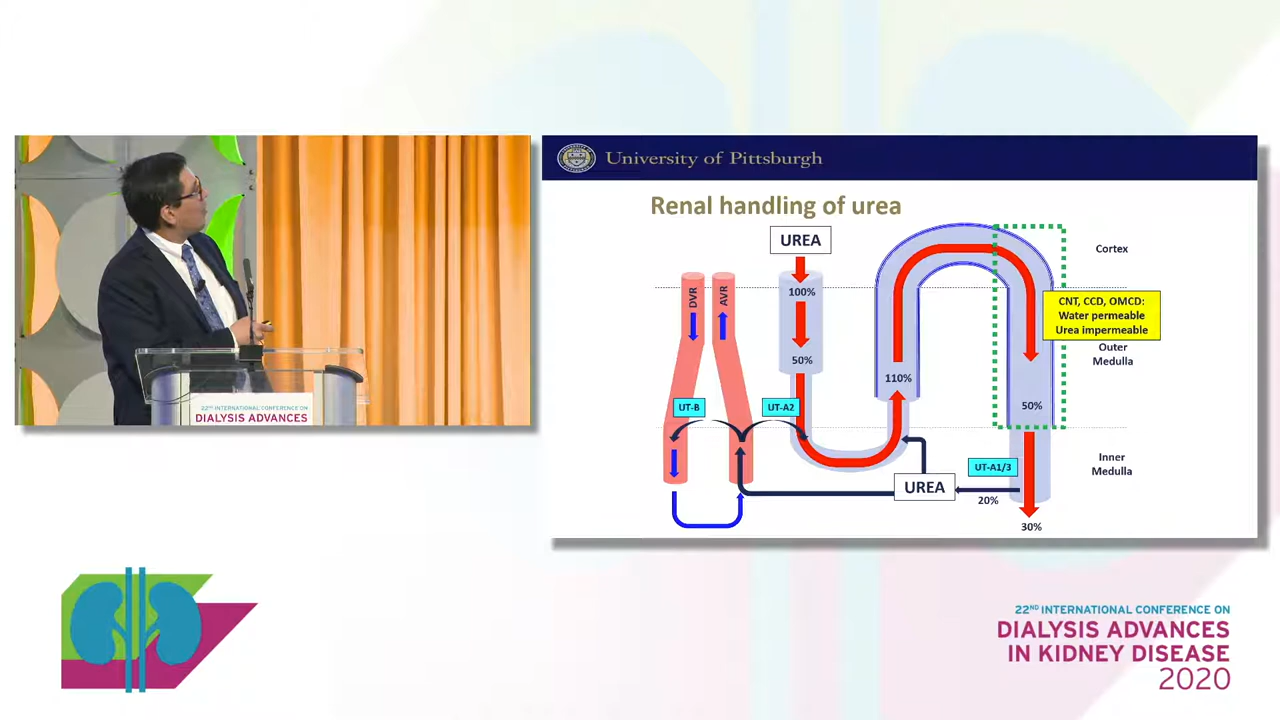 22ND INTERNATIONAL CONFERENCE ON
DIALYSIS ADVANCES
University of Pittsburgh
Renal handling of urea
UREA
DVR
AVR
100%
50%
110%
50%
UT-B
UT-A2
Cortex
CNT, CCD, OMCD:
Water permeable
Urea impermeable
Outer
Medulla
Inner
Medulla
UT-A1/3
UREA
20%
30%
22ND INTERNATIONAL CONFERENCE ON
DIALYSIS ADVANCES
IN KIDNEY DISEASE
2020